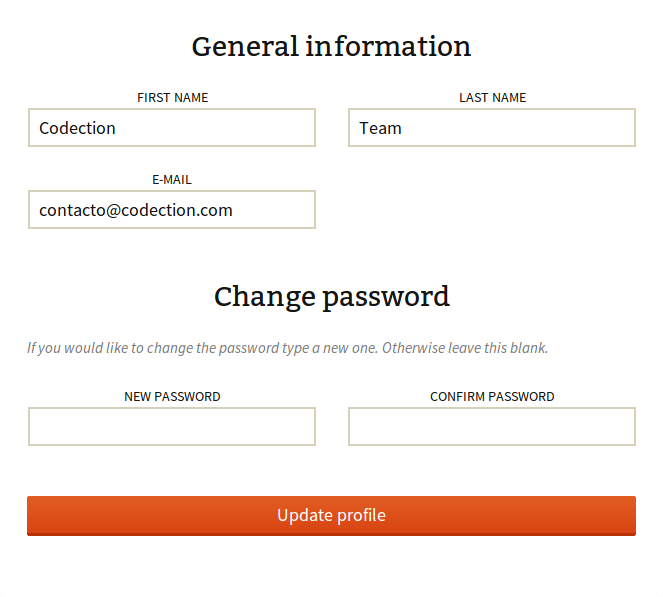 General information
FIRST NAME
LAST NAME
Codection
Team
E-MAIL
contacto@codection.com
Change password
If you would like to change the password type a new one. Otherwise leave this blank.
NEW PASSWORD
CONFIRM PASSWORD
Update profile